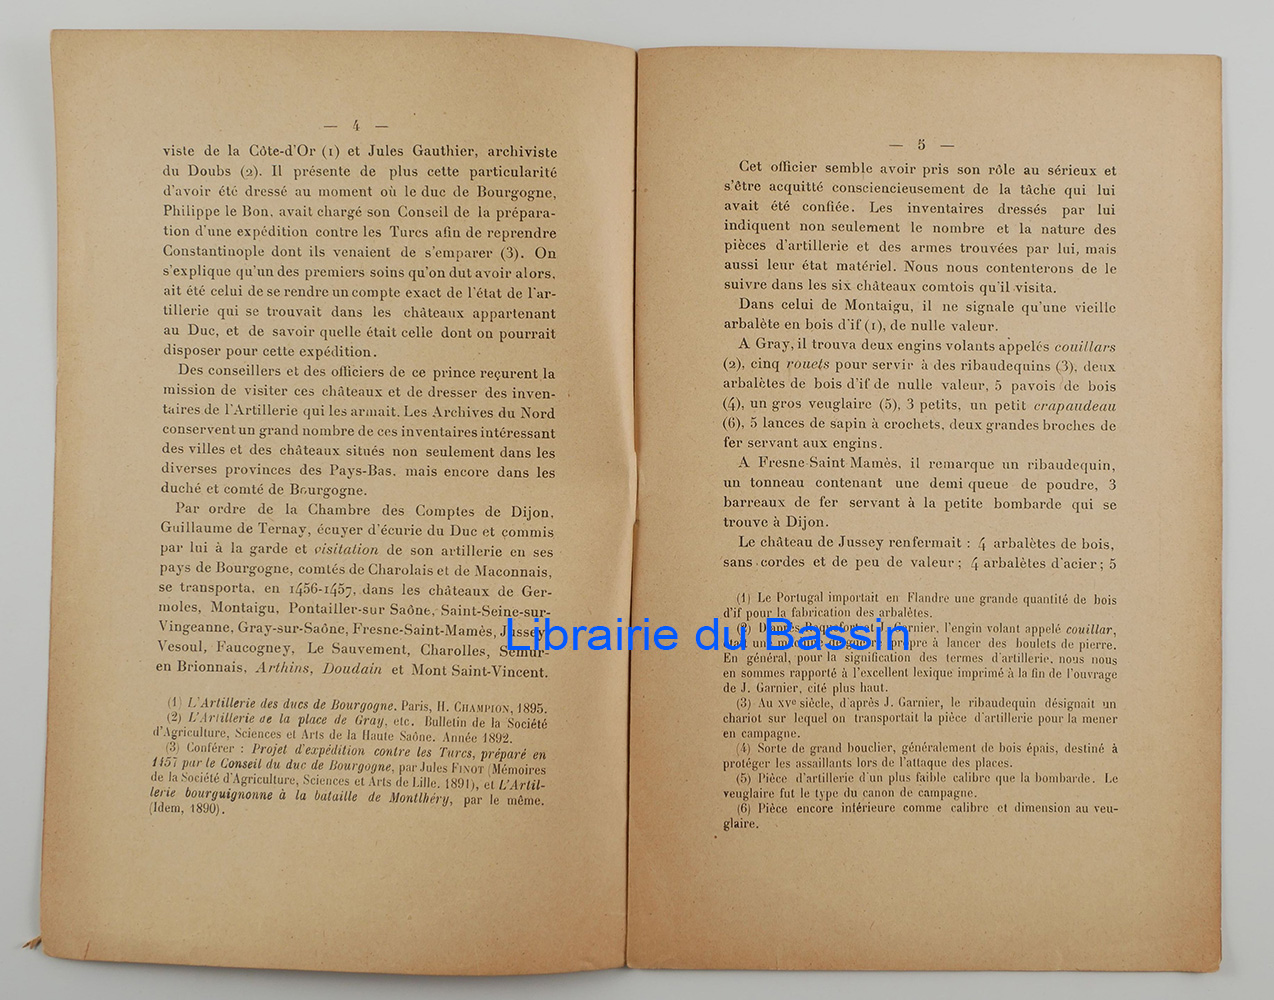 — 4 —
viste de la Côte-d'Or (1) et Jules Gauthier, archiviste
du Doubs (2). Il présente de plus cette particularité
d'avoir été dressé au moment où le duc de Bourgogne,
Philippe le Bon, avait chargé son Conseil de la prépara-
tion d'une expédition contre les Turcs afin de reprendre
Constantinople dont ils venaient de s'emparer (3). On
s'explique qu'un des premiers soins qu'on dut avoir alors,
ait été celui de se rendre un compte exact de l'état de l'ar-
tillerie qui se trouvait dans les châteaux appartenant
au Duc, et de savoir quelle était celle dont on pourrait
disposer pour cette expédition.
Des conseillers et des officiers de ce prince reçurent la
mission de visiter ces châteaux et de dresser des inven-
taires de l'Artillerie qui les armait. Les Archives du Nord
conservent un grand nombre de ces inventaires intéressant
des villes et des châteaux situés non seulement dans les
diverses provinces des Pays-Bas, mais encore dans les
duché et comté de Bourgogne.
Par ordre de la Chambre des Comptes de Dijon,
Guillaume de Ternay, écuyer d'écurie du Duc et commis
par lui à la garde et visitation de son artillerie en ses
pays de Bourgogne, comtés de Charolais et de Maconnais,
se transporta, en 1456-1457, dans les châteaux de Ger-
moles, Montaigu, Pontailler-sur Saône, Saint-Seine-sur-
Vingeanne, Gray-sur-Saône, Fresne-Saint-Mamès, Jussey
Vesoul, Faucogney, Le Sauvement, Charolles, Semur-
en Brionnais, Arthins, Doudain et Mont Saint-Vincent.
(1) L'Artillerie des ducs de Bourgogne. Paris, H. CHAMPION, 1895.
(2) L'Artillerie de la place de Gray, etc. Bulletin de la Société
d'Agriculture, Sciences et Arts de la Haute Saône. Année 1892.
(3) Conférer : Projet d'expédition contre les Turcs, préparé en
1457 par le Conseil du duc de Bourgogne, par Jules FINOT (Mémoires
de la Société d'Agriculture, Sciences et Arts de Lille. 1891), et L'Artil-
lerie bourguignonne à la bataille de Montlhéry, par le même.
(Idem, 1890).
— 5 —
Cet officier semble avoir pris son rôle au sérieux et
s'être acquitté consciencieusement de la tâche qui lui
avait été confiée. Les inventaires dressés par lui
indiquent non seulement le nombre et la nature des
pièces d'artillerie et des armes trouvées par lui, mais
aussi leur état matériel. Nous nous contenterons de le
suivre dans les six châteaux comtois qu'il visita.
Dans celui de Montaigu, il ne signale qu'une vieille
arbalète en bois d'if (1), de nulle valeur.
A Gray, il trouva deux engins volants appelés couillars
(2), cinq rouets pour servir à des ribaudequins (3), deux
arbalètes de bois d'if de nulle valeur, 5 pavois de bois
(4), un gros veuglaire (5), 3 petits, un petit crapaudeau
(6), 5 lances de sapin à crochets, deux grandes broches de
fer servant aux engins.
A Fresne-Saint Mamès, il remarque un ribaudequin,
un tonneau contenant une demi queue de poudre, 3
barreaux de fer servant à la petite bombarde qui se
trouve à Dijon.
Le château de Jussey renfermait : 4 arbalètes de bois,
sans cordes et de peu de valeur ; 4 arbalètes d'acier ; 5
(1) Le Portugal importait en Flandre une grande quantité de bois
d'if pour la fabrication des arbalètes.
(2) D'après Roquefort et J. Garnier, l'engin volant appelé couillar,
était une machine de guerre propre à lancer des boulets de pierre.
En général, pour la signification des termes d'artillerie, nous nous
en sommes rapporté à l'excellent lexique imprimé à la fin de l'ouvrage
de J. Garnier, cité plus haut.
(3) Au XVe siècle, d'après J. Garnier, le ribaudequin désignait un
chariot sur lequel on transportait la pièce d'artillerie pour la mener
en campagne.
(4) Sorte de grand bouclier, généralement de bois épais, destiné à
protéger les assaillants lors de l'attaque des places.
(5) Pièce d'artillerie d'un plus faible calibre que la bombarde. Le
veuglaire fut le type du canon de campagne.
(6) Pièce encore inférieure comme calibre et dimension au veu-
glaire.
Librairie du Bassin